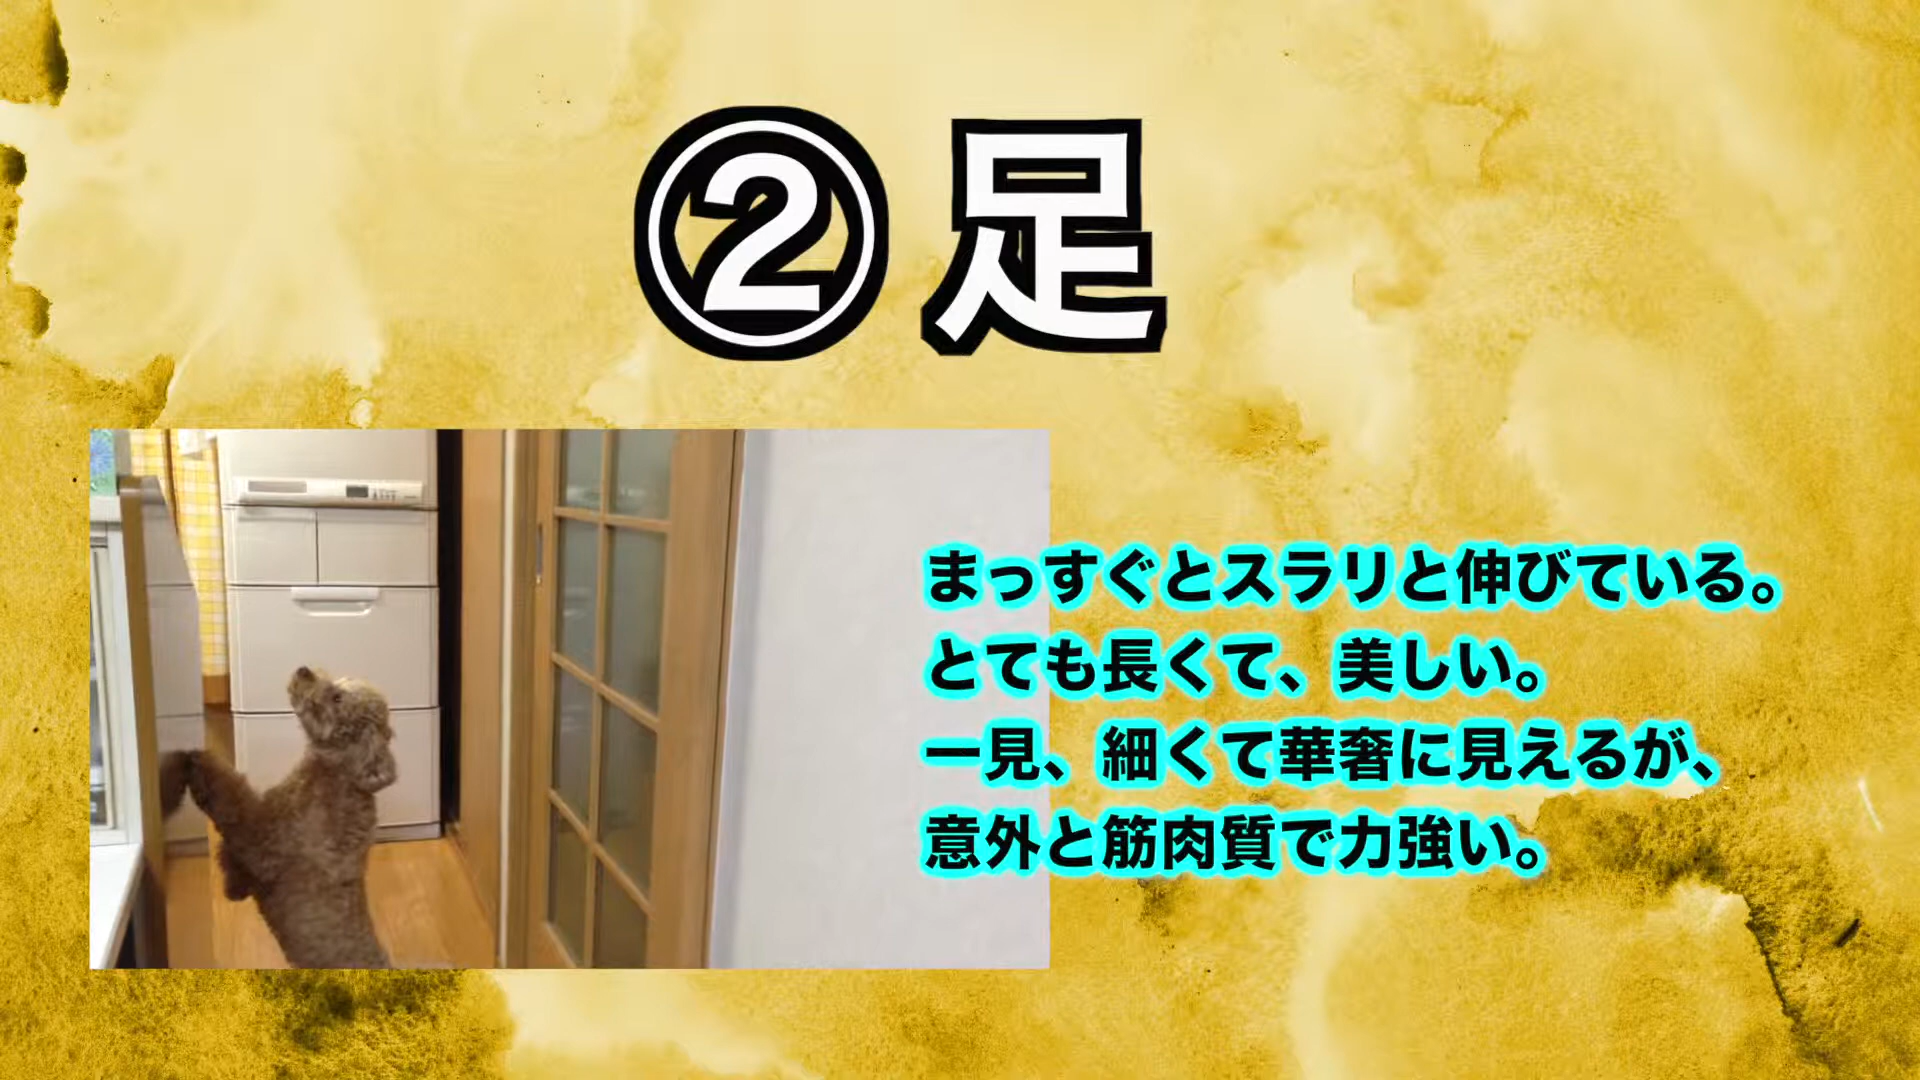 ②足
まっすぐとスラリと伸びている。
とても長くて、美しい。
一見、細くて華奢に見えるが、
意外と筋肉質で力強い。